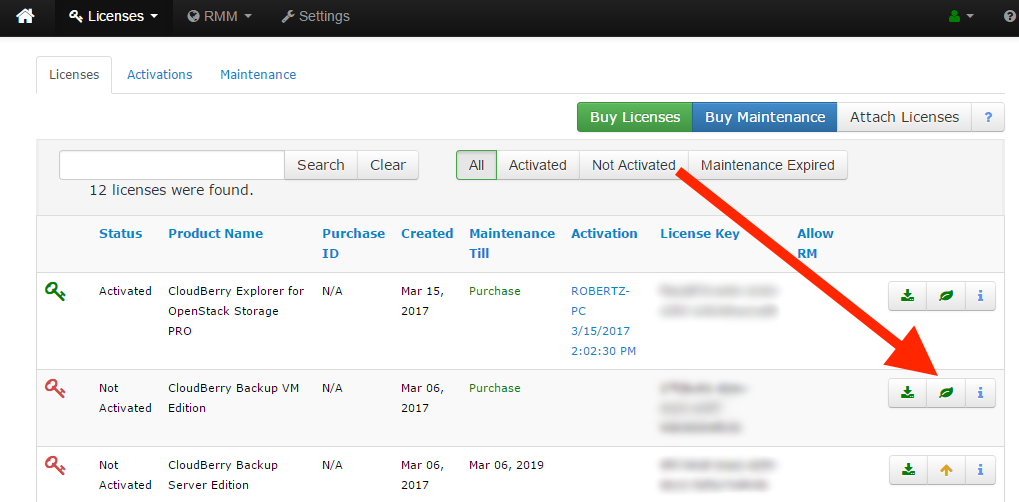 Licenses RMM Settings
Licenses Activations Maintenance
Buy Licenses Buy Maintenance Attach Licenses ?
Search Clear All Activated Not Activated Maintenance Expired
12 licenses were found.
Status Product Name Purchase ID Created Maintenance Till Activation License Key Allow RM
Activated CloudBerry Explorer for OpenStack Storage PRO N/A Mar 15, 2017 Purchase ROBERTZ-PC 3/15/2017 2:02:30 PM
Not Activated CloudBerry Backup VM Edition N/A Mar 06, 2017 Purchase
Not Activated CloudBerry Backup Server Edition N/A Mar 06, 2017 Mar 06, 2019